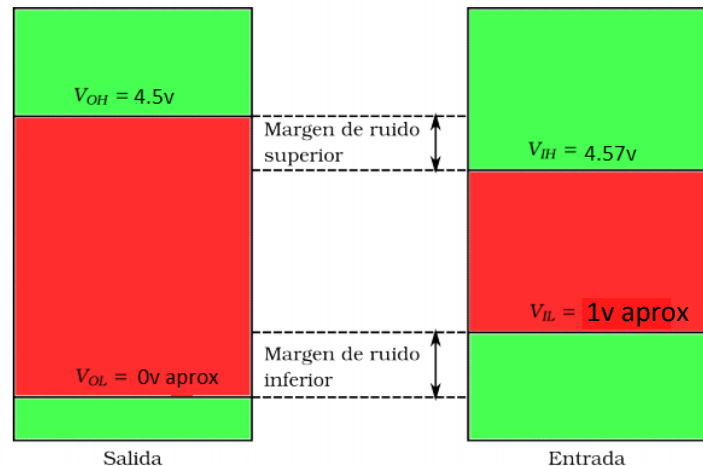 V_OH = 4.5v
Margen de ruido
superior
V_IH = 4.57v
V_IL = 1v aprox
Margen de ruido
inferior
V_OL = 0v aprox
Salida
Entrada